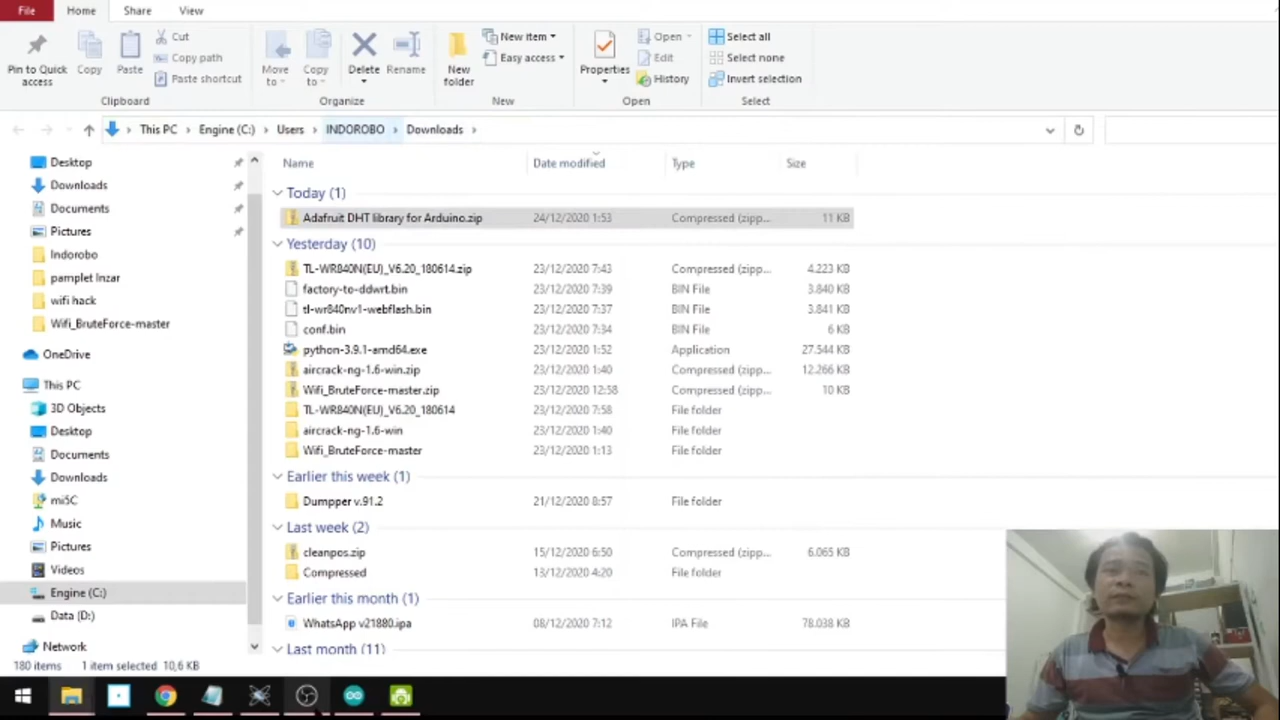 File Home Share View
Pin to Quick access
Copy
Paste
Cut
Copy path
Paste shortcut
Clipboard
Move to
Copy to
Delete
Rename
Organize
New folder
New item
Easy access
New
Properties
Open
Edit
History
Open
Select all
Select none
Invert selection
Select
This PC › Engine (C:) › Users › INDOROBO › Downloads ›
Desktop
Downloads
Documents
Pictures
Indorobo
pamplet Inzar
wifi hack
Wifi_BruteForce-master
OneDrive
This PC
3D Objects
Desktop
Documents
Downloads
mi5C
Music
Pictures
Videos
Engine (C:)
Data (D:)
Network
Name Date modified Type Size
Today (1)
Adafruit DHT library for Arduino.zip 24/12/2020 1:53 Compressed (zipp... 11 KB
Yesterday (10)
TL-WR840N(EU)_V6.20_180614.zip 23/12/2020 7:43 Compressed (zipp... 4.223 KB
factory-to-ddwrt.bin 23/12/2020 7:39 BIN File 3.840 KB
tl-wr840nv1-webflash.bin 23/12/2020 7:37 BIN File 3.841 KB
conf.bin 23/12/2020 7:34 BIN File 6 KB
python-3.9.1-amd64.exe 23/12/2020 1:52 Application 27.544 KB
aircrack-ng-1.6-win.zip 23/12/2020 1:40 Compressed (zipp... 12.266 KB
Wifi_BruteForce-master.zip 23/12/2020 12:58 Compressed (zipp... 10 KB
TL-WR840N(EU)_V6.20_180614 23/12/2020 7:58 File folder
aircrack-ng-1.6-win 23/12/2020 1:40 File folder
Wifi_BruteForce-master 23/12/2020 1:13 File folder
Earlier this week (1)
Dumpper v.91.2 21/12/2020 8:57 File folder
Last week (2)
cleanpos.zip 15/12/2020 6:50 Compressed (zipp... 6.065 KB
Compressed 13/12/2020 4:20 File folder
Earlier this month (1)
WhatsApp v21880.ipa 08/12/2020 7:12 IPA File 78.038 KB
Last month (11)
180 items 1 item selected 10,6 KB